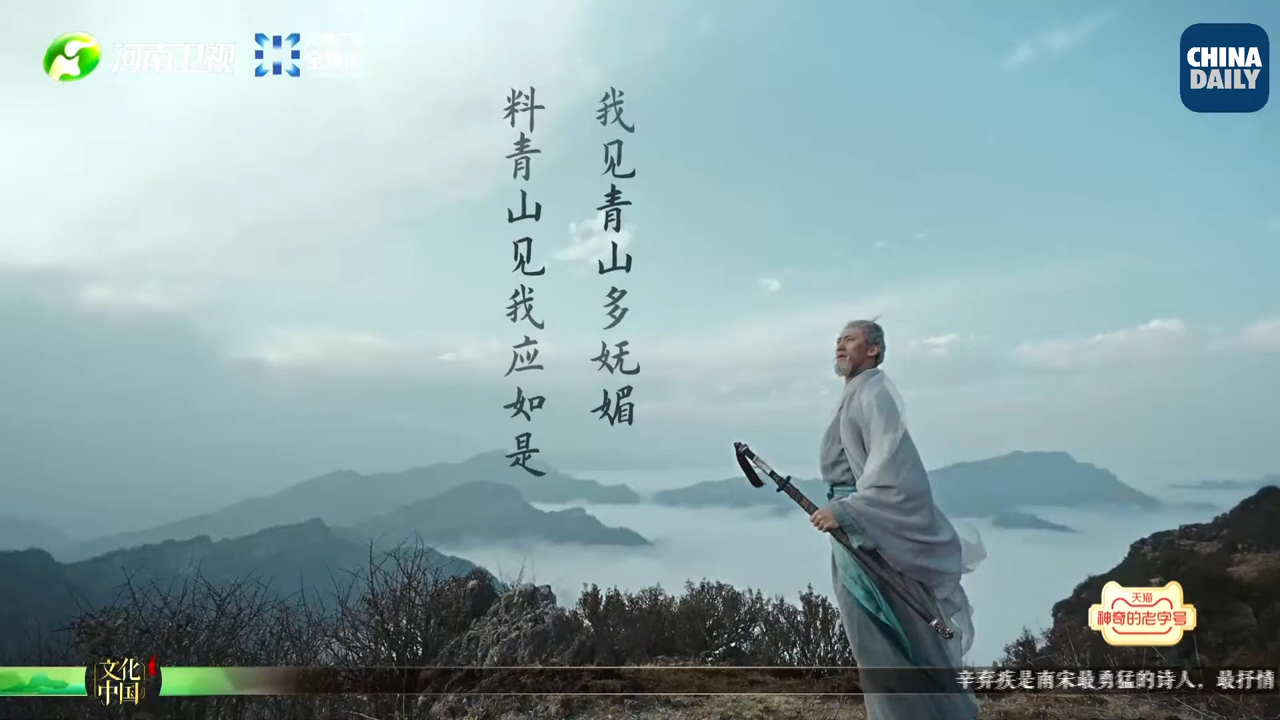 河南卫视
CHINA
DAILY
我见青山多妩媚
料青山见我应如是
天猫
神奇的老字号
文化
中国
辛弃疾是南宋最勇猛的诗人，最抒情